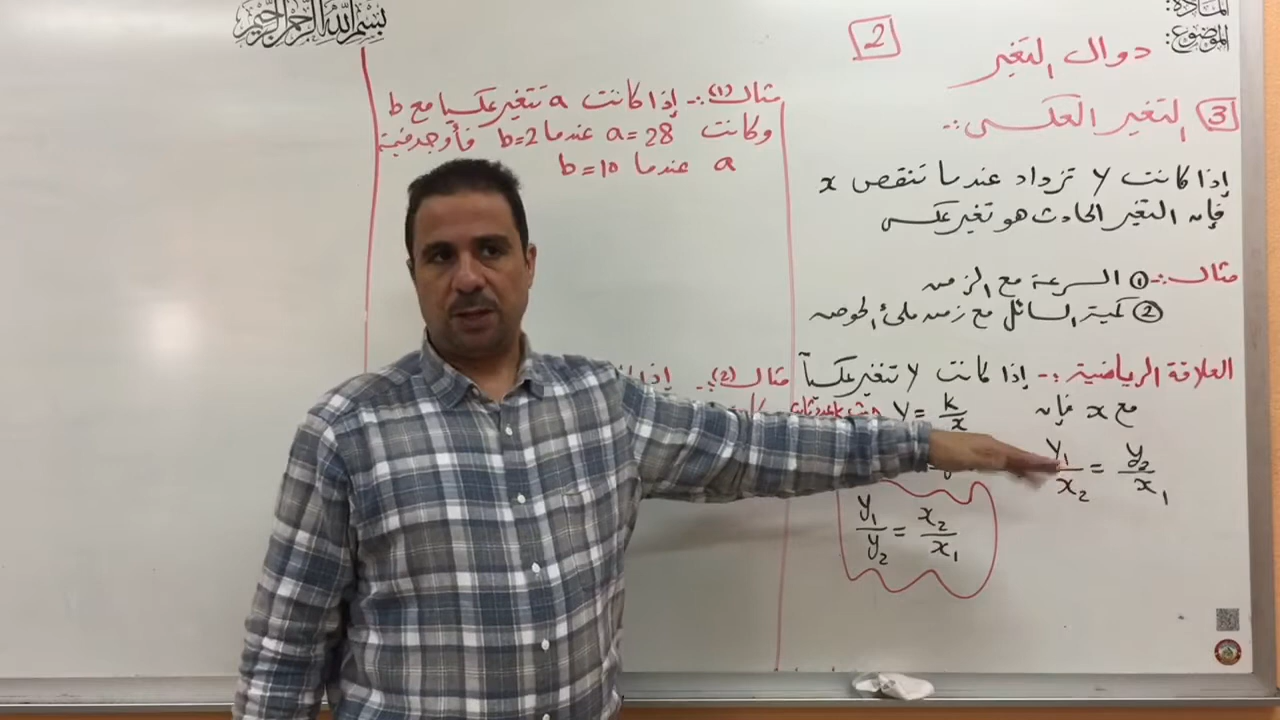 بسم الله الرحمن الرحيم
المادة:
الموضوع:
دوال التغير
2
3 التغير العكسي :-
إذا كانت y تزداد عندما تنقص x
فإن التغير الحادث هو تغير عكسي
مثال :- ① السرعة مع الزمن
② كمية السائل مع زمن ملئ الحوض
العلاقة الرياضية :- إذا كانت y تتغير عكسياً
مع x فإن y = k/x
y₁/x₂ = y₂/x₁
y₁/y₂ = x₂/x₁
مثال (1) :- إذا كانت a تتغير عكسيا مع b
وكانت a = 28 عندما b=2 فأوجد قيمة
a عندما b = 10
مثال (2) :- إذا